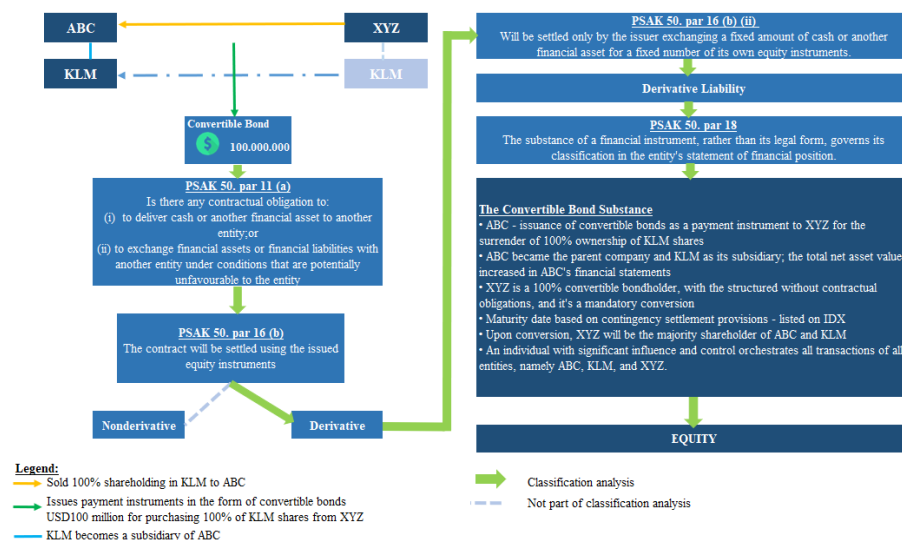 ABC
XYZ
KLM
KLM
Convertible Bond
$ 100.000.000
PSAK 50. par 11 (a)
Is there any contractual obligation to:
(i) to deliver cash or another
financial asset to another
entity;or
(ii) to exchange financial assets or financial liabilities with
another entity under conditions that are potentially
unfavourable to the entity
PSAK 50. par 16 (b)
The contract will be settled using the issued
equity instruments
Nonderivative
Derivative
PSAK 50. par 16 (b) (ii)
Will be settled only by the issuer exchanging a fixed amount of cash or another
financial asset for a fixed number of its own equity instruments.
Derivative Liability
PSAK 50. par 18
The substance of a financial instrument, rather than its legal form, governs its
classification in the entity's statement of financial position.
The Convertible Bond Substance
• ABC - issuance of convertible bonds as a payment instrument to XYZ for the
surrender of 100% ownership of KLM shares
• ABC became the parent company and KLM as its subsidiary; the total net asset value
increased in ABC's financial statements
• XYZ is a 100% convertible bondholder, with the structured without contractual
obligations, and it's a mandatory conversion
• Maturity date based on contingency settlement provisions - listed on IDX
• Upon conversion, XYZ will be the majority shareholder of ABC and KLM
• An individual with significant influence and control orchestrates all transactions of all
entities, namely ABC, KLM, and XYZ.
EQUITY
Legend:
Sold 100% shareholding in KLM to ABC
Issues payment instruments in the form of convertible bonds
USD100 million for purchasing 100% of KLM shares from XYZ
KLM becomes a subsidiary of ABC
Classification analysis
Not part of classification analysis